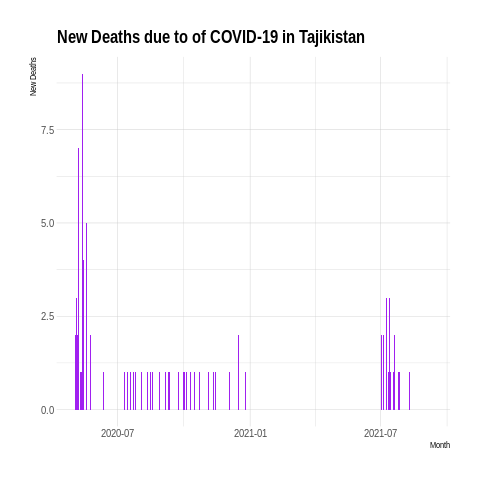 New Deaths due to of COVID-19 in Tajikistan
New Deaths
7.5
5.0
2.5
0.0
2020-07
2021-01
2021-07
Month